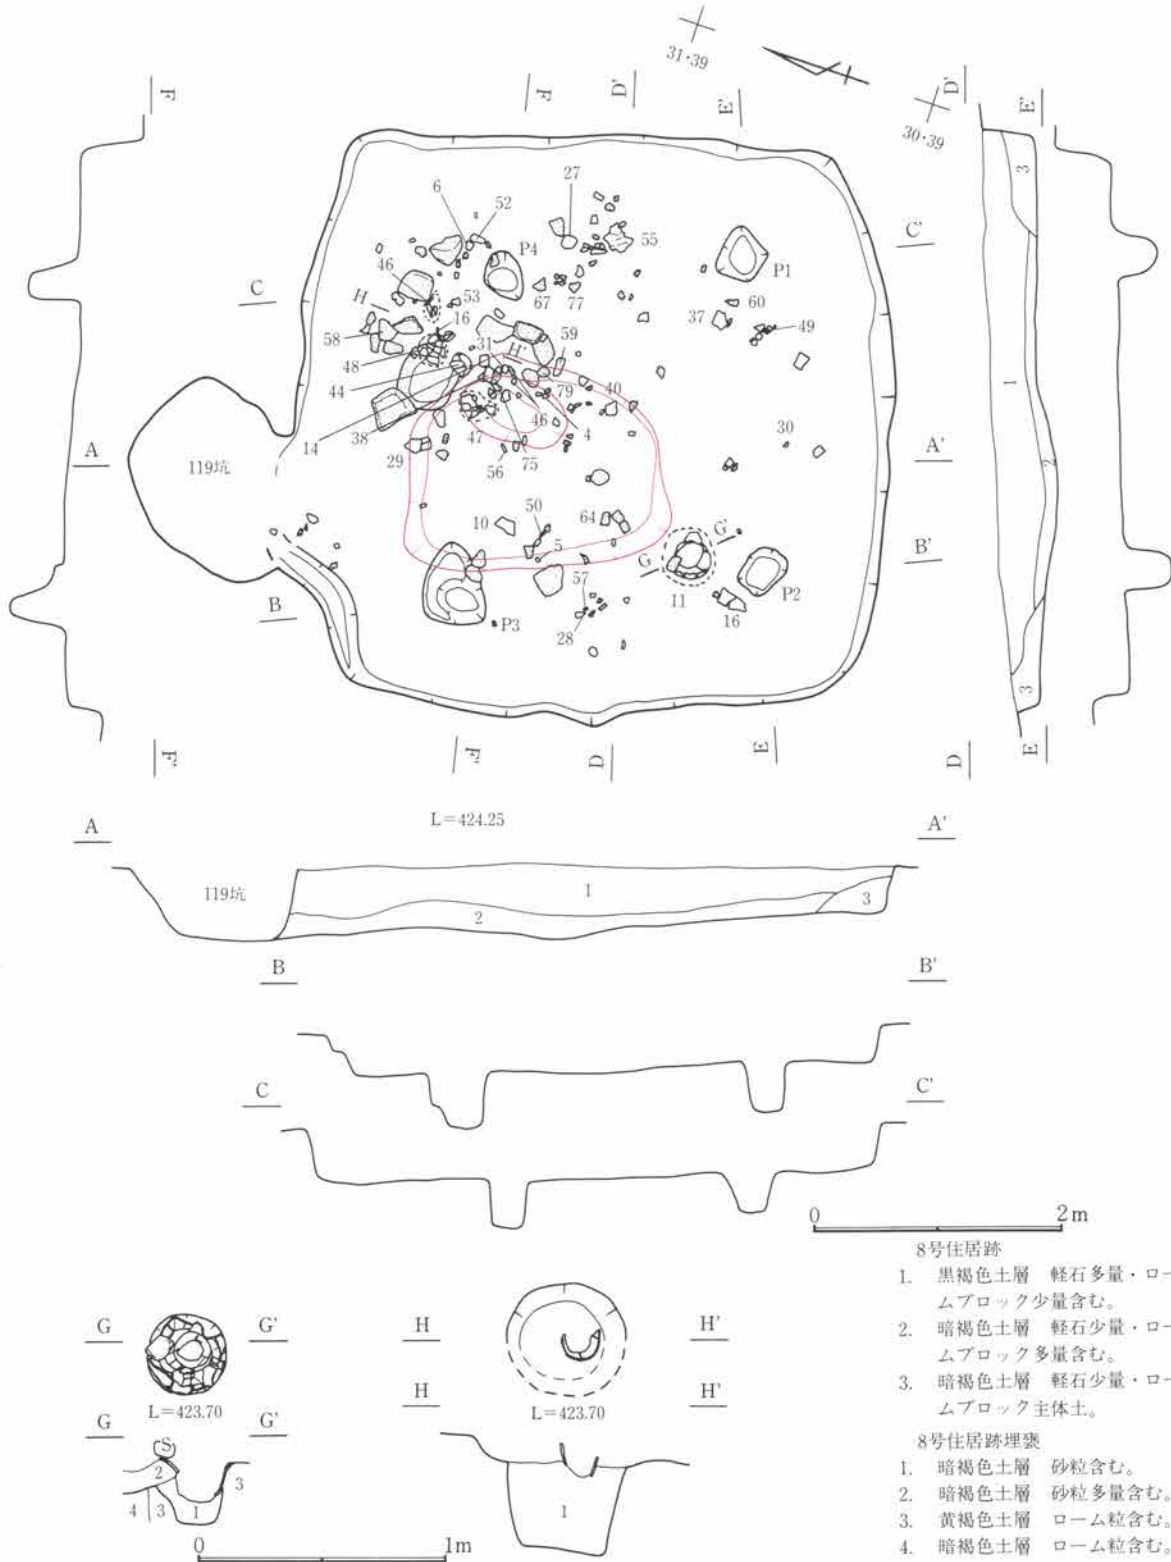 31・39
30・39
F
F
D'
E'
D'
E'
6
52
27
55
P4
P1
C'
46
C
H
53
16
67
77
60
37
49
58
31
H'
59
48
44
79
40
46
4
38
14
47
30
A
119坑
29
56
75
A'
10
50
64
G'
5
G
B'
57
11
P2
B
P3
28
16
3
1
2
3
F'
F'
D
E
D
E
L=424.25
A
A'
119坑
1
2
3
B
B'
C
C'
0
2m
8号住居跡
1. 黒褐色土層 軽石多量・ロー
ムブロック少量含む。
2. 暗褐色土層 軽石少量・ロー
ムブロック多量含む。
3. 暗褐色土層 軽石少量・ロー
ムブロック主体土。
8号住居跡埋甕
1. 暗褐色土層 砂粒含む。
2. 暗褐色土層 砂粒多量含む。
3. 黄褐色土層 ローム粒含む。
4. 暗褐色土層 ローム粒含む。
G
G'
H
H'
L=423.70
G
G'
H
H'
L=423.70
S
2
4
3
1
3
1
0
1m